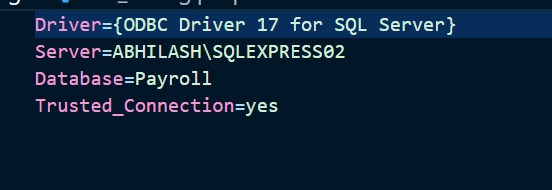 Driver={ODBC Driver 17 for SQL Server}
Server=ABHILASH\SQLEXPRESS02
Database=Payroll
Trusted_Connection=yes